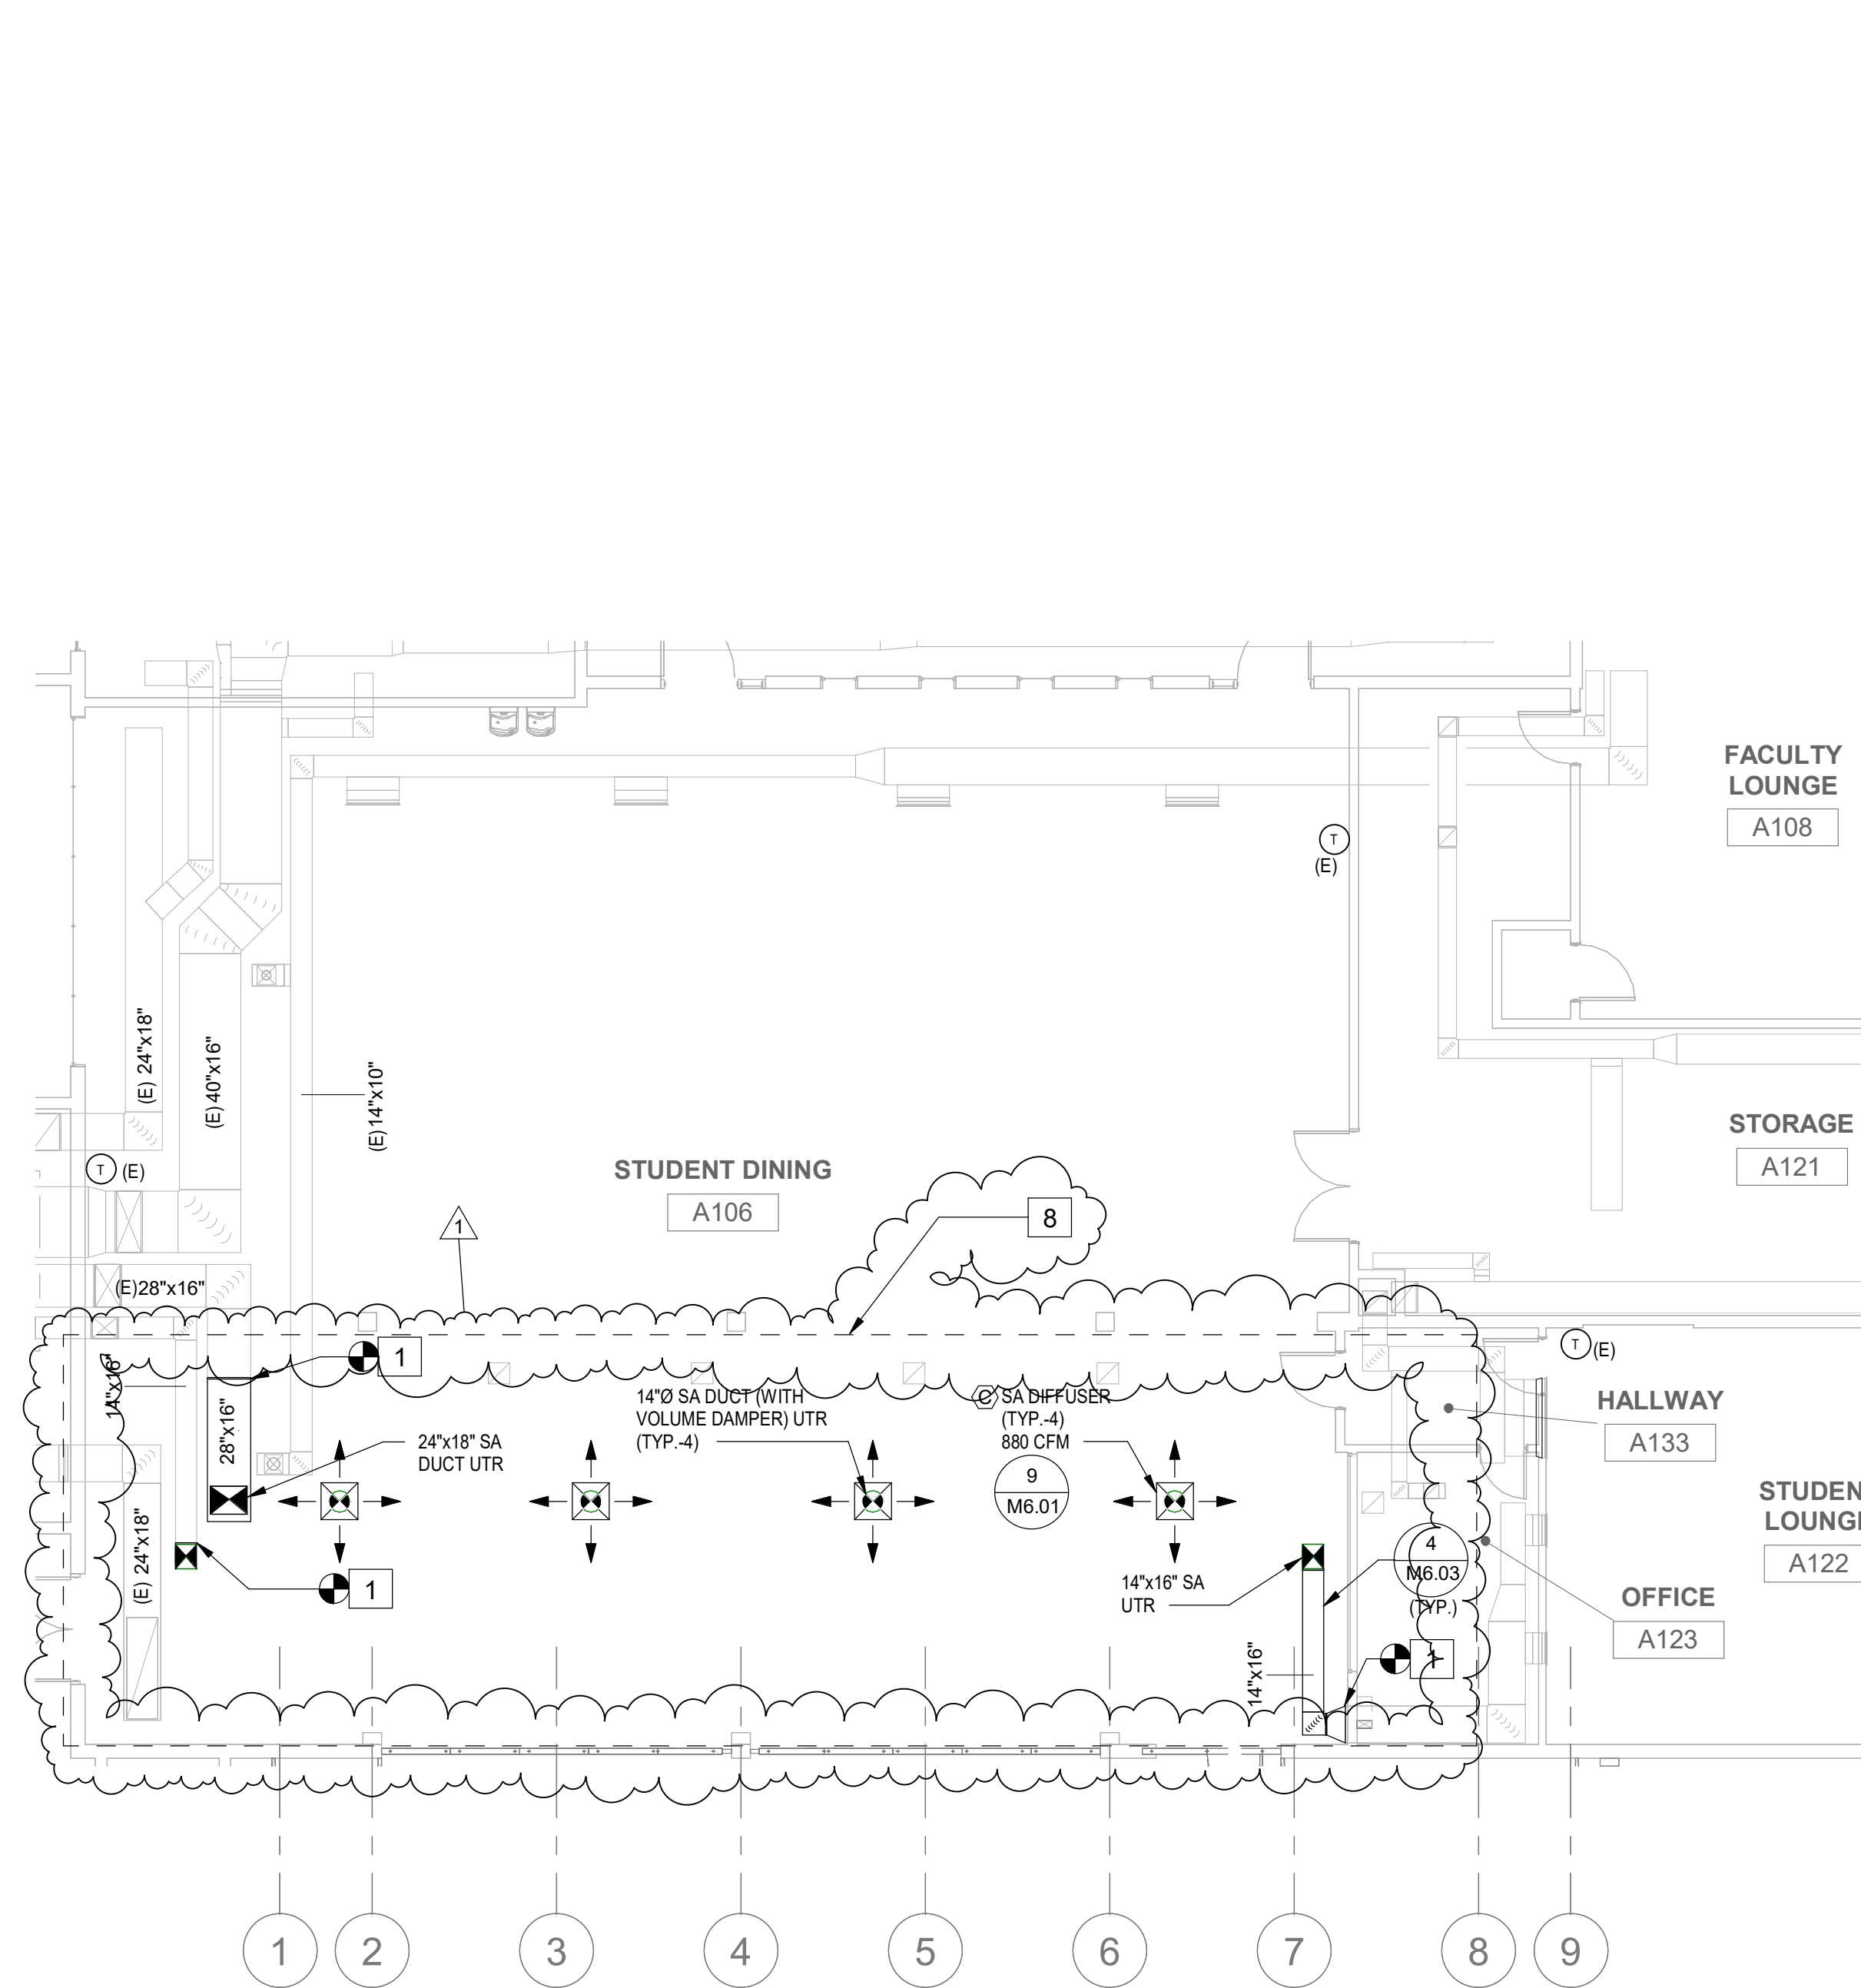 FACULTY
LOUNGE
A108
T
(E)
(E) 24"x18"
(E) 40"x16"
(E) 14"x10"
STORAGE
A121
T
(E)
STUDENT DINING
A106
1
8
(E)28"x16"
1
T
(E)
14"x16"
28"x16"
14"Ø SA DUCT (WITH
VOLUME DAMPER) UTR
(TYP.-4)
C SA DIFFUSER
(TYP.-4)
880 CFM
HALLWAY
A133
24"x18" SA
DUCT UTR
9
M6.01
STUDEN
LOUNG
A122
(E) 24"x18"
4
M6.03
(TYP.)
1
14"x16" SA
UTR
OFFICE
A123
14"x16"
1
1
2
3
4
5
6
7
8
9